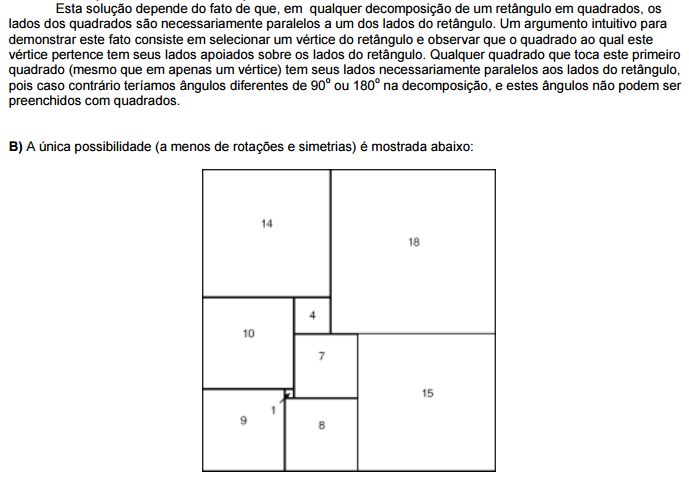 Esta solução depende do fato de que, em qualquer decomposição de um retângulo em quadrados, os
lados dos quadrados são necessariamente paralelos a um dos lados do retângulo. Um argumento intuitivo para
demonstrar este fato consiste em selecionar um vértice do retângulo e observar que o quadrado ao qual este
vértice pertence tem seus lados apoiados sobre os lados do retângulo. Qualquer quadrado que toca este primeiro
quadrado (mesmo que em apenas um vértice) tem seus lados necessariamente paralelos aos lados do retângulo,
pois caso contrário teríamos ângulos diferentes de 90° ou 180° na decomposição, e estes ângulos não podem ser
preenchidos com quadrados.
B) A única possibilidade (a menos de rotações e simetrias) é mostrada abaixo:
14
18
4
10
7
15
1
9
8